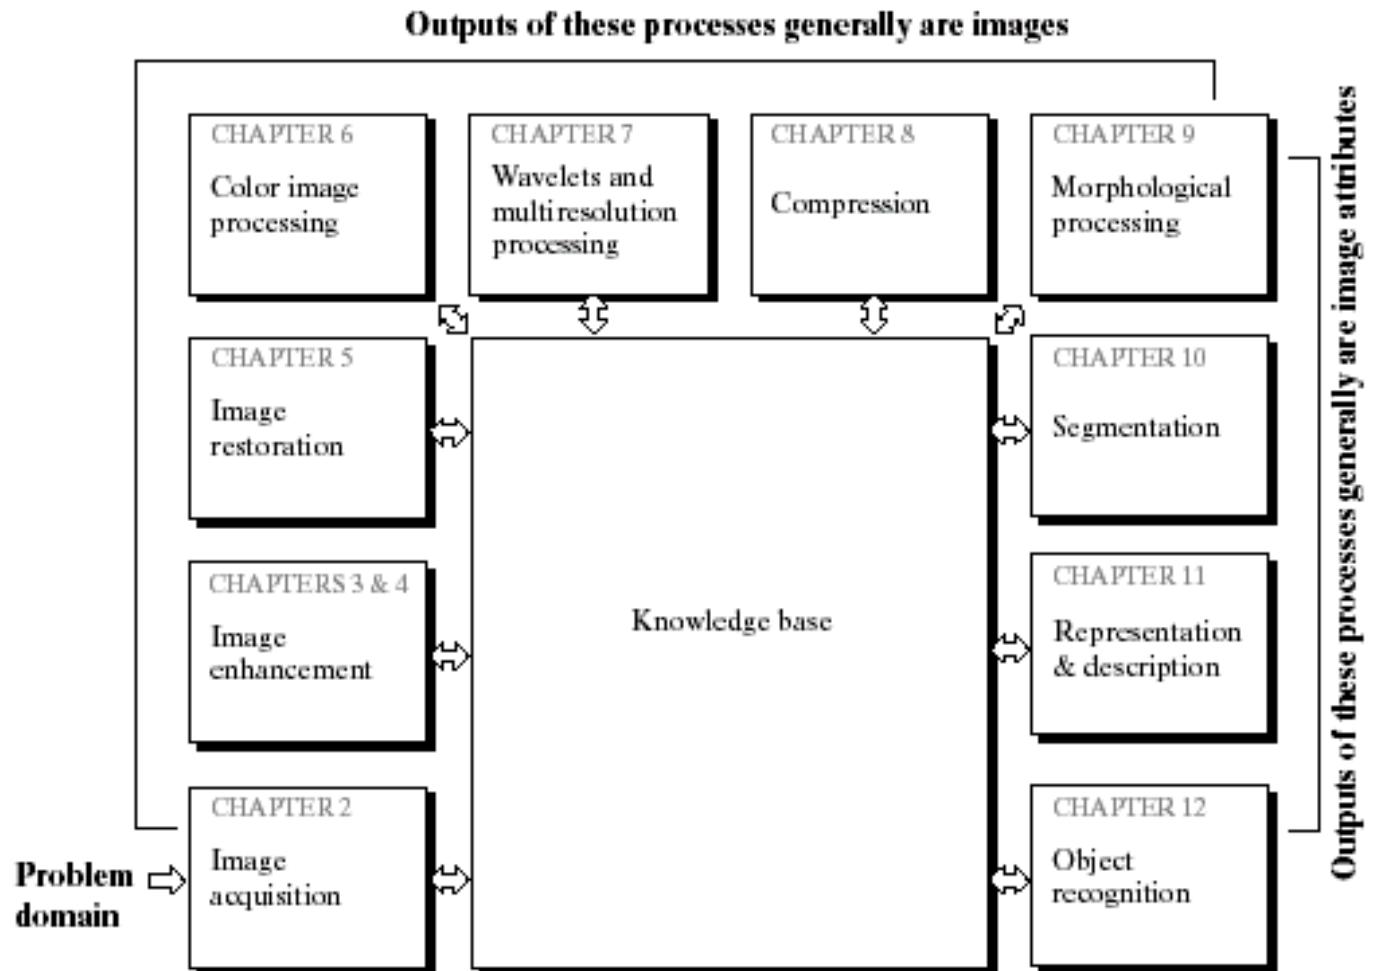 Outputs of these processes generally are images
CHAPTER 6
Color image
processing
CHAPTER 7
Wavelets and
multiresolution
processing
CHAPTER 8
Compression
CHAPTER 9
Morphological
processing
Outputs of these processes generally are image attributes
CHAPTER 5
Image
restoration
CHAPTER 10
Segmentation
CHAPTERS 3 & 4
Image
enhancement
Knowledge base
CHAPTER 11
Representation
& description
Problem
domain
CHAPTER 2
Image
acquisition
CHAPTER 12
Object
recognition